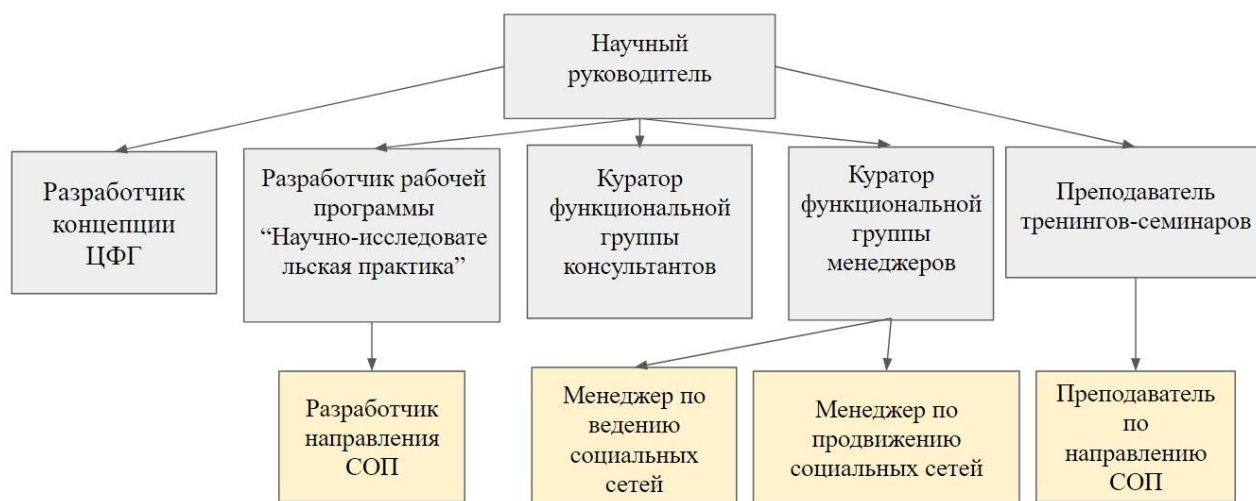 Научный
руководитель
Разработчик
концепции
ЦФГ
Разработчик рабочей
программы
“Научно-исследовате
льская практика”
Куратор
функциональной
группы
консультантов
Куратор
функциональной
группы
менеджеров
Преподаватель
тренингов-семинаров
Разработчик
направления
СОП
Менеджер по
ведению
социальных
сетей
Менеджер по
продвижению
социальных сетей
Преподаватель
по
направлению
СОП